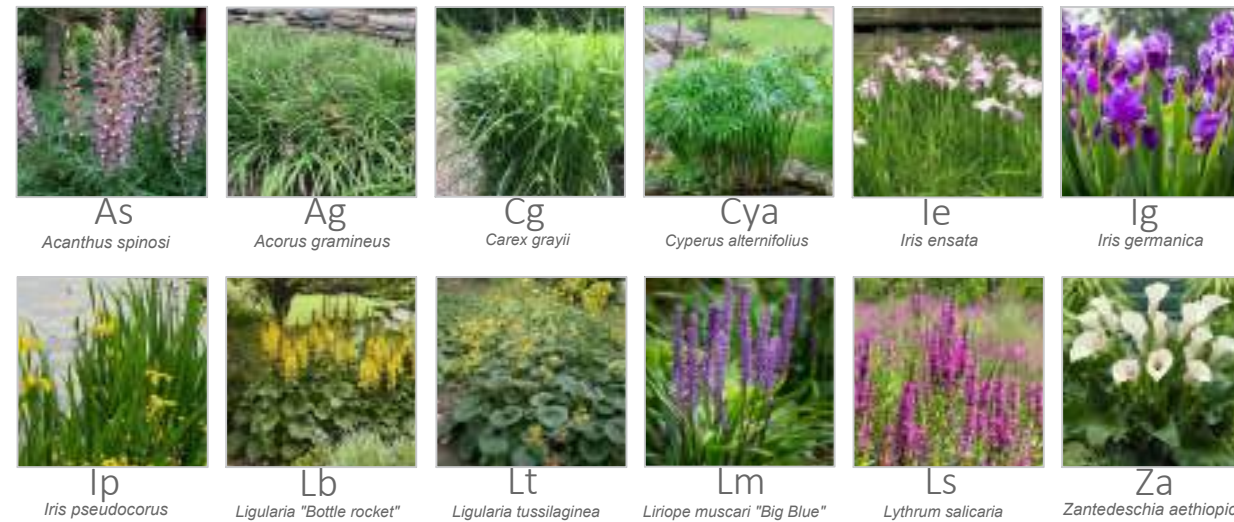 As Ag Cg Cya Ie Ig
Acanthus spinosi Acorus gramineus Carex grayii Cyperus alternifolius Iris ensata Iris germanica
Ip Lb Lt Lm Ls Za
Iris pseudocorus Ligularia "Bottle rocket" Ligularia tussilaginea Liriope muscari "Big Blue" Lythrum salicaria Zantedeschia aethiopic